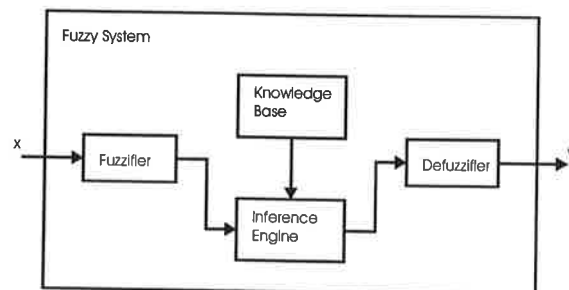 Fuzzy System
Knowledge
Base
x
Fuzzifier
Defuzzifier
Inference
Engine